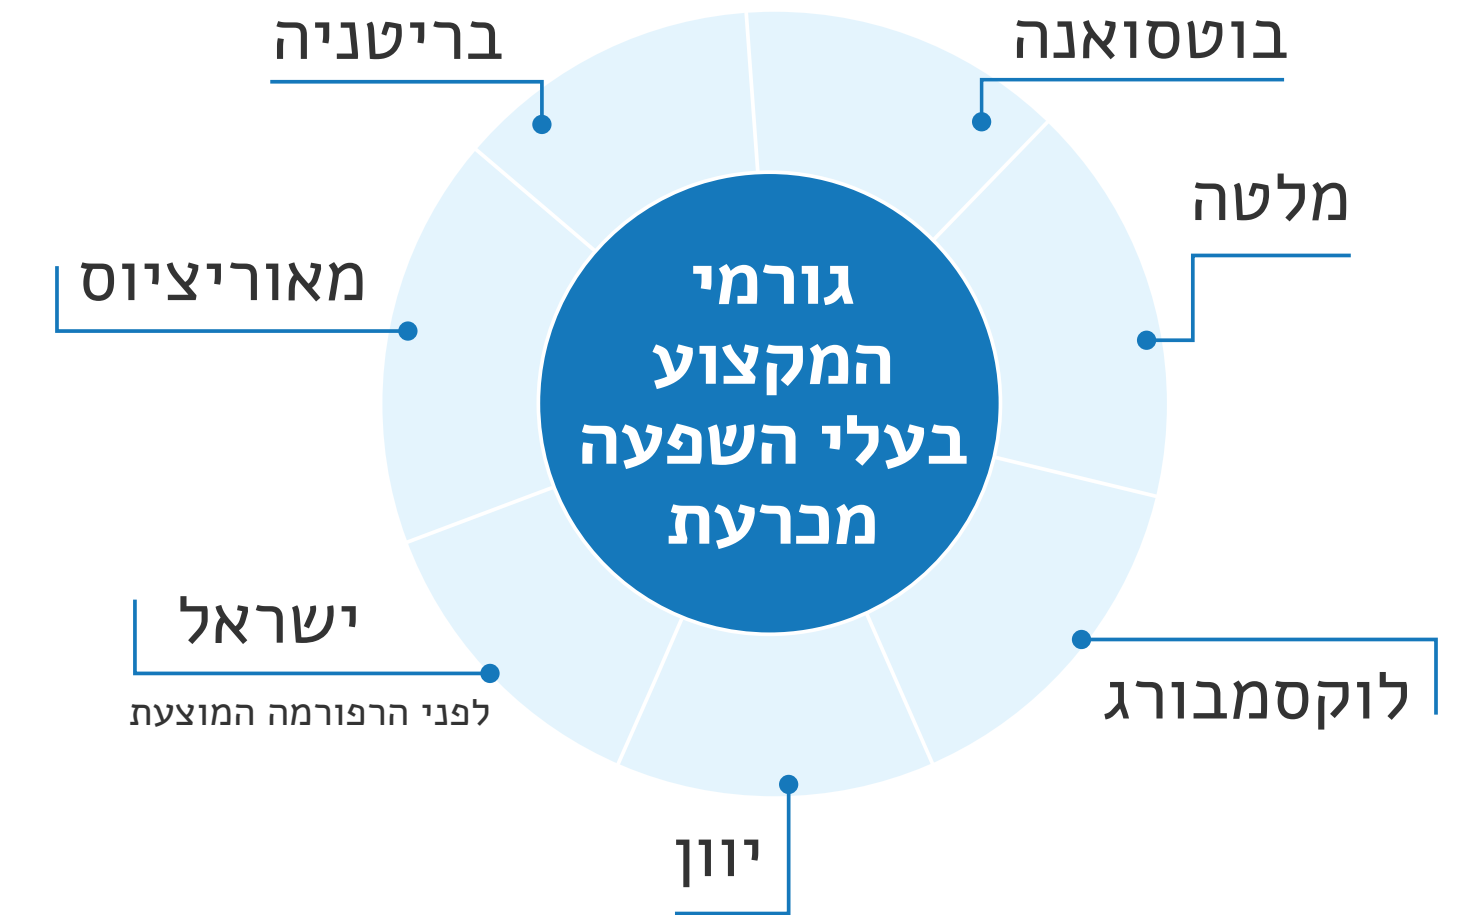 בוטסואנה
בריטניה
מלטה
מאוריציוס
גורמי
המקצוע
בעלי השפעה
מכרעת
ישראל
לפני הרפורמה המוצעת
לוקסמבורג
יוון